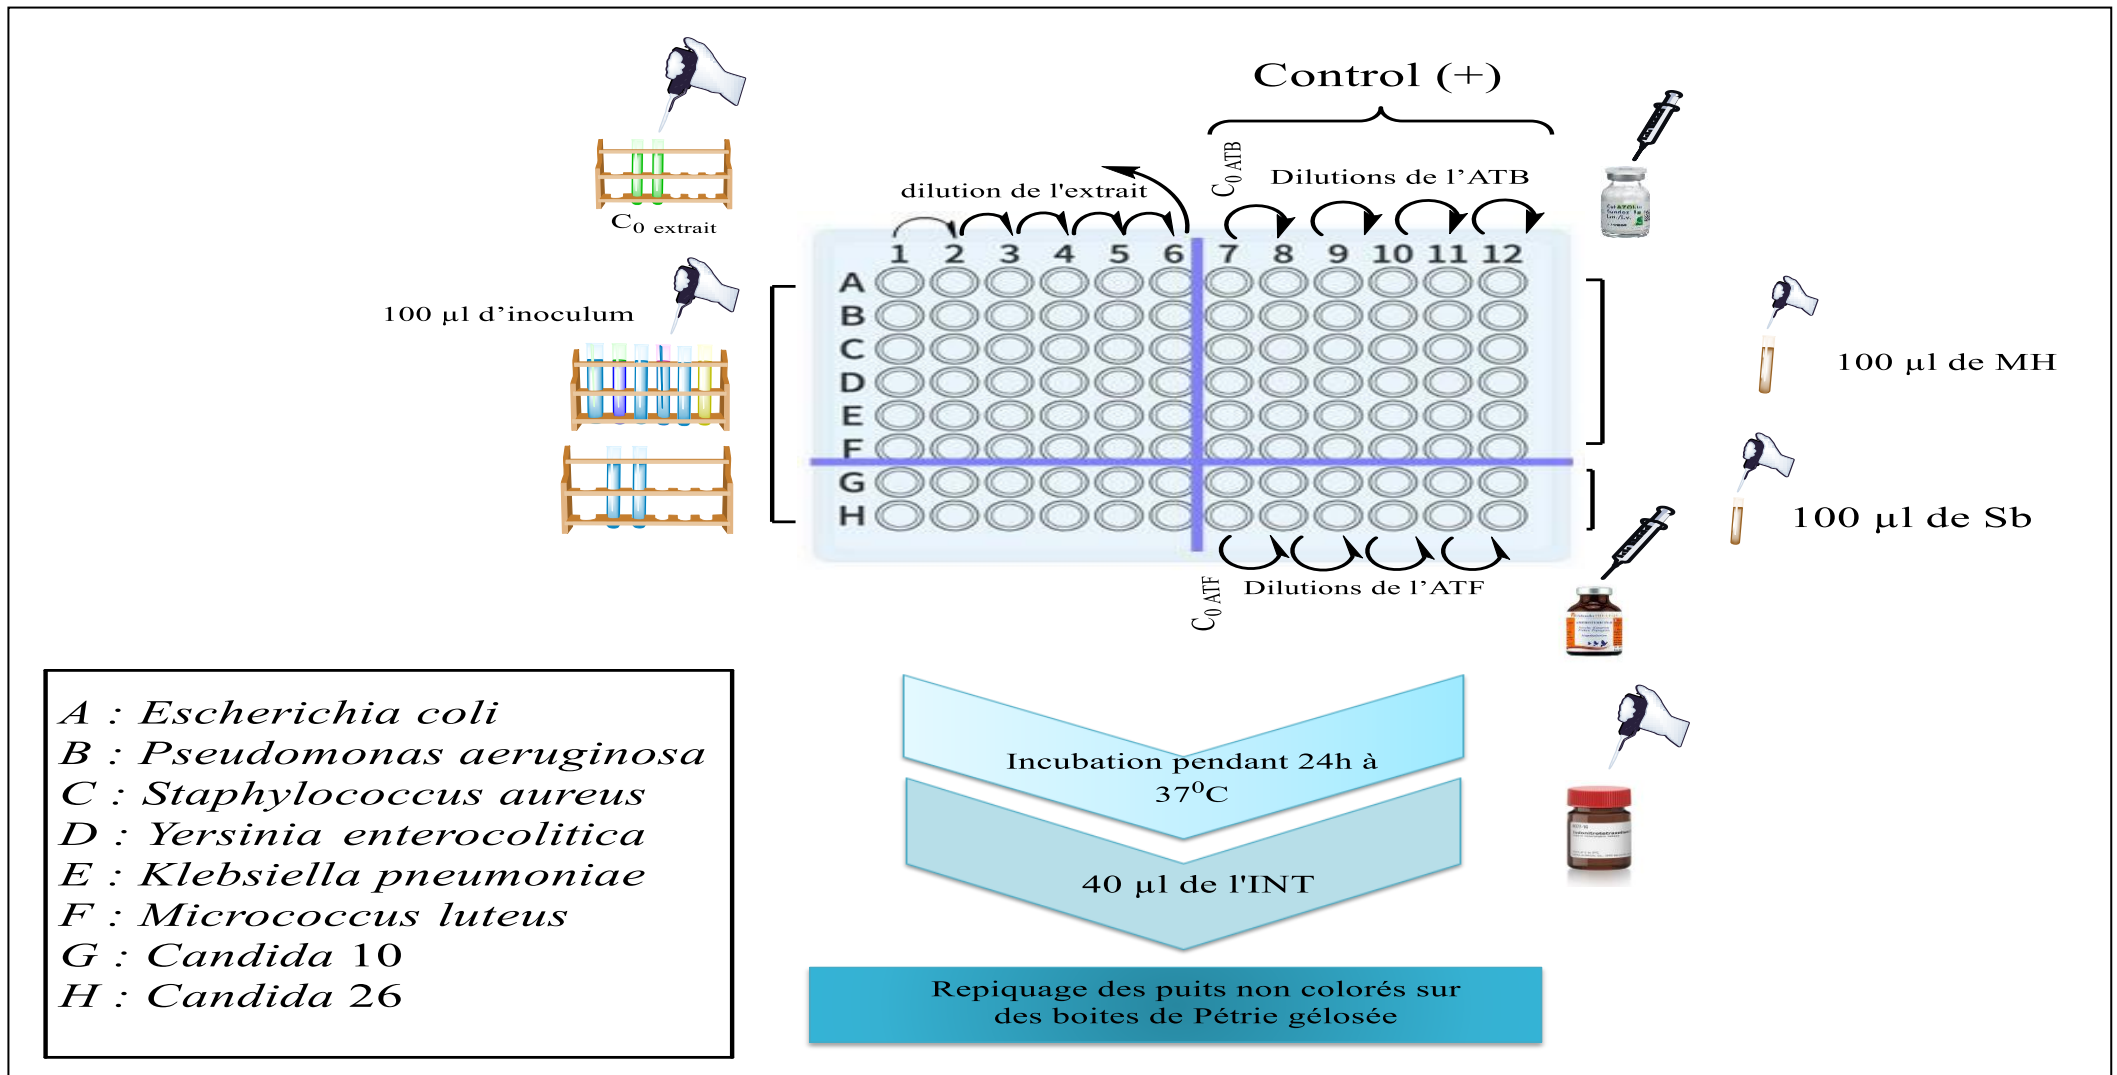 Control (+)
C0 ATB
dilution de l'extrait
Dilutions de l’ATB
C0 extrait
1 2 3 4 5 6 7 8 9 10 11 12
A
B
C
D
E
F
G
H
100 µl d’inoculum
100 µl de MH
100 µl de Sb
C0 ATF
Dilutions de l’ATF
A : Escherichia coli
B : Pseudomonas aeruginosa
C : Staphylococcus aureus
D : Yersinia enterocolitica
E : Klebsiella pneumoniae
F : Micrococcus luteus
G : Candida 10
H : Candida 26
Incubation pendant 24h à
37⁰C
40 µl de l'INT
Repiquage des puits non colorés sur
des boites de Pétrie gélosée